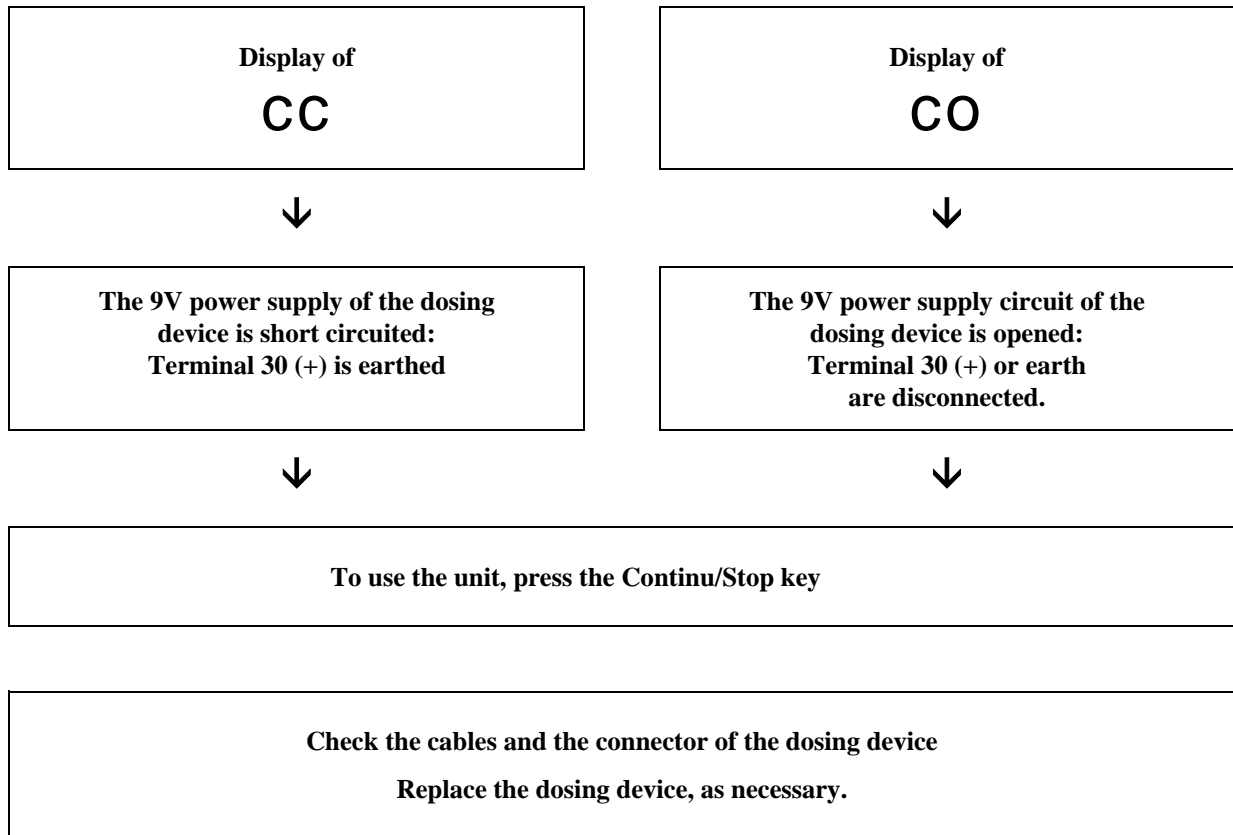 Display of
CC
Display of
CO
The 9V power supply of the dosing
device is short circuited:
Terminal 30 (+) is earthed
The 9V power supply circuit of the
dosing device is opened:
Terminal 30 (+) or earth
are disconnected.
To use the unit, press the Continu/Stop key
Check the cables and the connector of the dosing device
Replace the dosing device, as necessary.